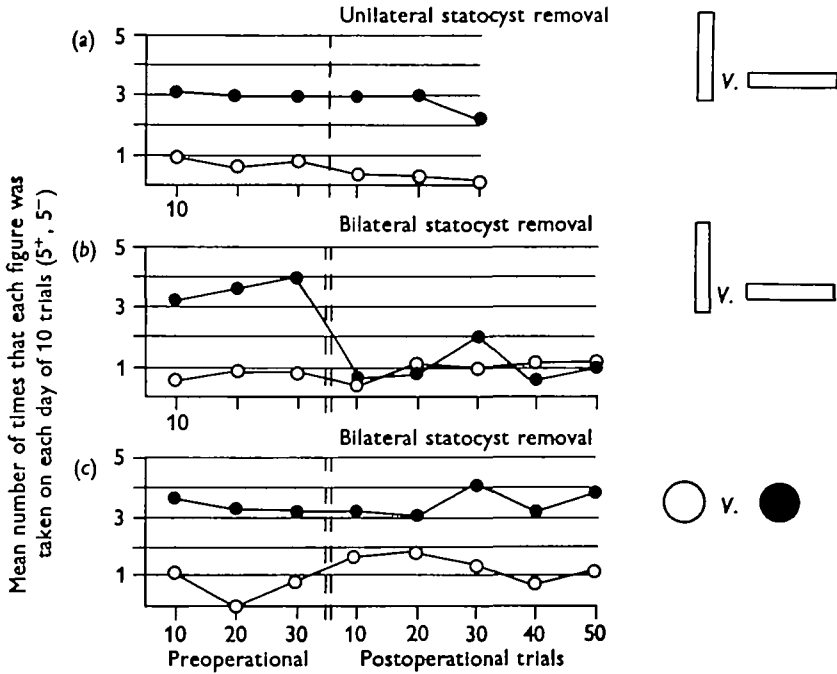 Mean number of times that each figure was
taken on each day of 10 trials (5+, 5−)
Unilateral statocyst removal
(a)
5
3
1
10
v.
Bilateral statocyst removal
(b)
5
3
1
10
v.
Bilateral statocyst removal
(c)
5
3
1
v.
10 20 30 10 20 30 40 50
Preoperational Postoperational trials